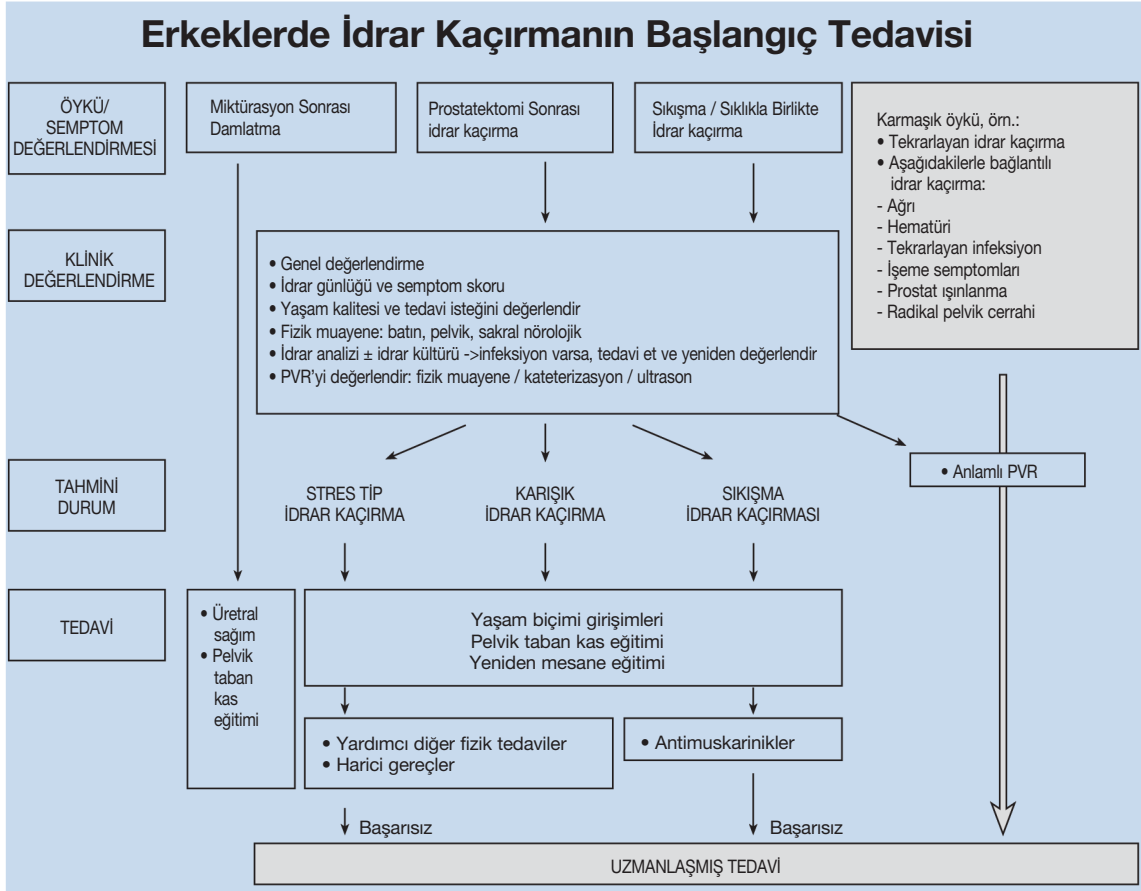 Erkeklerde İdrar Kaçırmanın Başlangıç Tedavisi
ÖYKÜ/
SEMPTOM
DEĞERLENDİRMESİ
Miktürasyon Sonrası
Damlatma
Prostatektomi Sonrası
idrar kaçırma
Sıkışma / Sıklıkla Birlikte
İdrar kaçırma
Karmaşık öykü, örn.:
• Tekrarlayan idrar kaçırma
• Aşağıdakilerle bağlantılı
idrar kaçırma:
- Ağrı
- Hematüri
- Tekrarlayan infeksiyon
- İşeme semptomları
- Prostat ışınlanma
- Radikal pelvik cerrahi
KLİNİK
DEĞERLENDİRME
• Genel değerlendirme
• İdrar günlüğü ve semptom skoru
• Yaşam kalitesi ve tedavi isteğini değerlendir
• Fizik muayene: batın, pelvik, sakral nörolojik
• İdrar analizi ± idrar kültürü ->infeksiyon varsa, tedavi et ve yeniden değerlendir
• PVR'yi değerlendir: fizik muayene / kateterizasyon / ultrason
TAHMİNİ
DURUM
STRES TİP
İDRAR KAÇIRMA
KARIŞIK
İDRAR KAÇIRMA
SIKIŞMA
İDRAR KAÇIRMASI
• Anlamlı PVR
TEDAVİ
• Üretral
sağım
• Pelvik
taban
kas
eğitimi
Yaşam biçimi girişimleri
Pelvik taban kas eğitimi
Yeniden mesane eğitimi
• Yardımcı diğer fizik tedaviler
• Harici gereçler
• Antimuskarinikler
Başarısız
Başarısız
UZMANLAŞMIŞ TEDAVİ